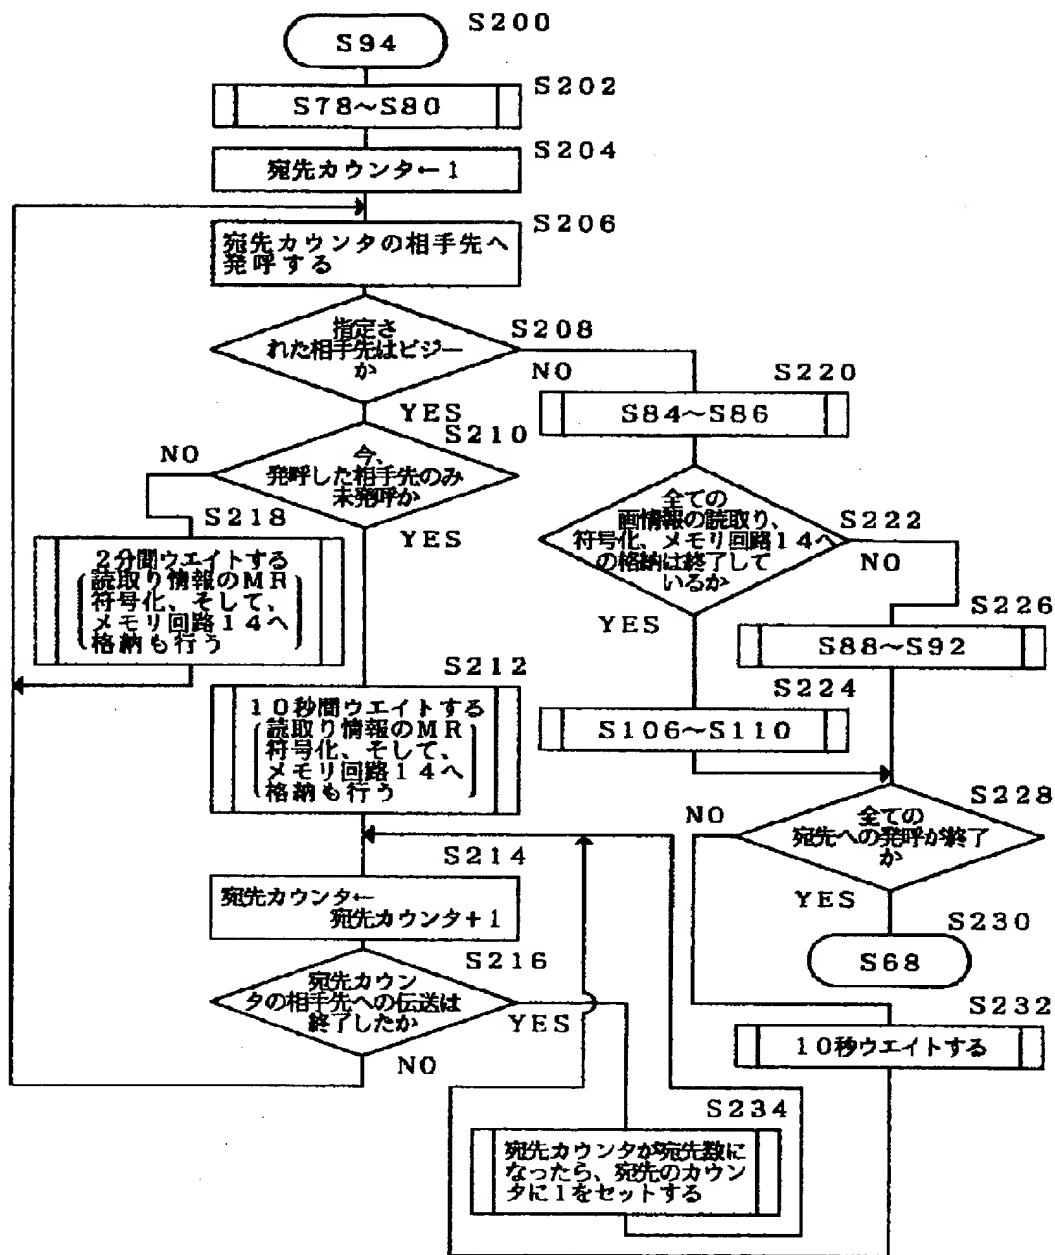 S200
S94
S202
S78~S80
S204
宛先カウンタ←1
S206
宛先カウンタの相手先へ
発呼する
S208
指定さ
れた相手先はビジー
か
NO
YES
S220
S84~S86
S210
今、
発呼した相手先のみ
未発呼か
NO
YES
S218
2分間ウエイトする
読取り情報のMR
符号化、そして、
メモリ回路14へ
格納も行う
S222
全ての
画情報の読取り、
符号化、メモリ回路14へ
の格納は終了して
いるか
NO
YES
S226
S88~S92
S224
S106~S110
S212
10秒間ウエイトする
読取り情報のMR
符号化、そして、
メモリ回路14へ
格納も行う
S228
全ての
宛先への発呼が終了
か
NO
YES
S230
S68
S214
宛先カウンタ←
宛先カウンタ+1
S216
宛先カウン
タの相手先への伝送は
終了したか
YES
NO
S232
10秒ウエイトする
S234
宛先カウンタが宛先数に
なったら、宛先のカウン
タに1をセットする